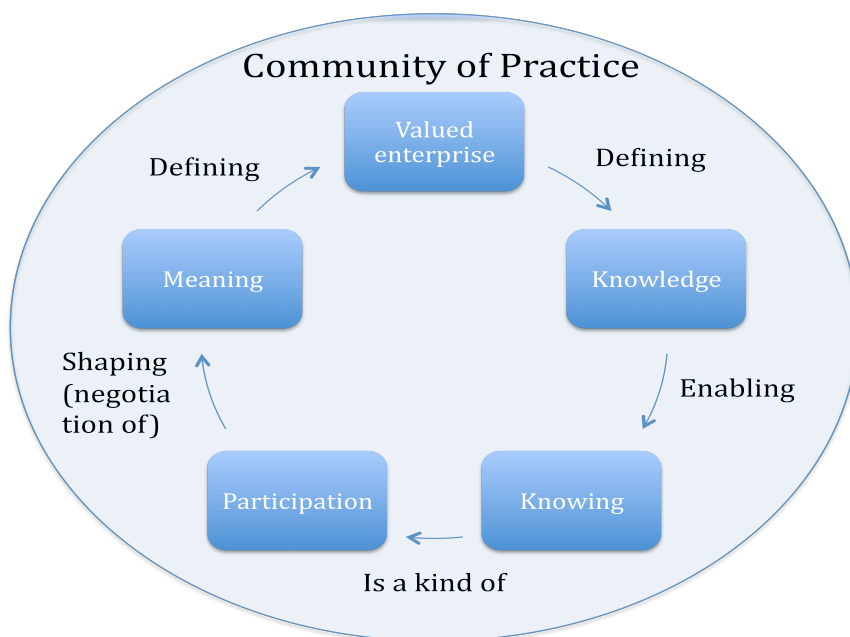 Community of Practice
Valued
enterprise
Defining
Defining
Meaning
Knowledge
Shaping
(negotia
tion of)
Enabling
Participation
Knowing
Is a kind of